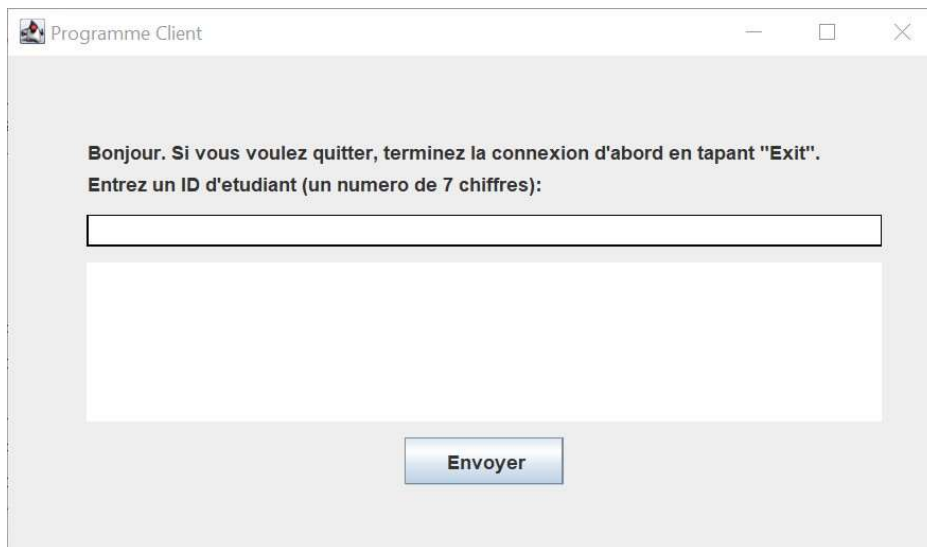 Programme Client
Bonjour. Si vous voulez quitter, terminez la connexion d'abord en tapant "Exit".
Entrez un ID d'etudiant (un numero de 7 chiffres):
Envoyer